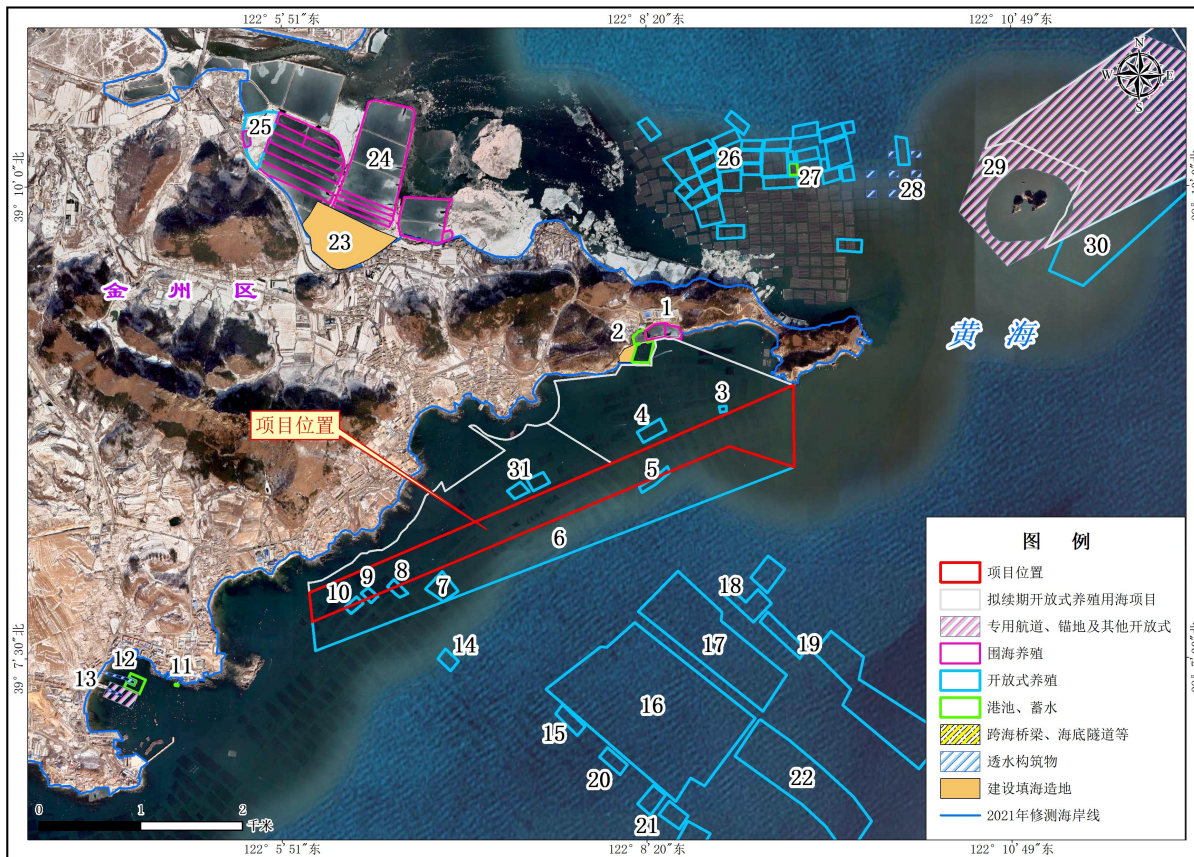 122° 5′51″东
122° 8′20″东
122° 10′49″东
N
W
E
S
39° 10′ 0″北
25
24
26
27
28
29
30
23
金州区
黄海
1
2
3
4
项目位置
5
31
6
7
8
9
10
11
12
13
14
15
16
17
18
19
20
21
22
39° 7′30″北
图 例
项目位置
拟续期开放式养殖用海项目
专用航道、锚地及其他开放式
围海养殖
开放式养殖
港池、蓄水
跨海桥梁、海底隧道等
透水构筑物
建设填海造地
2021年修测海岸线
0 1 2
千米
122° 5′51″东
122° 8′20″东
122° 10′49″东